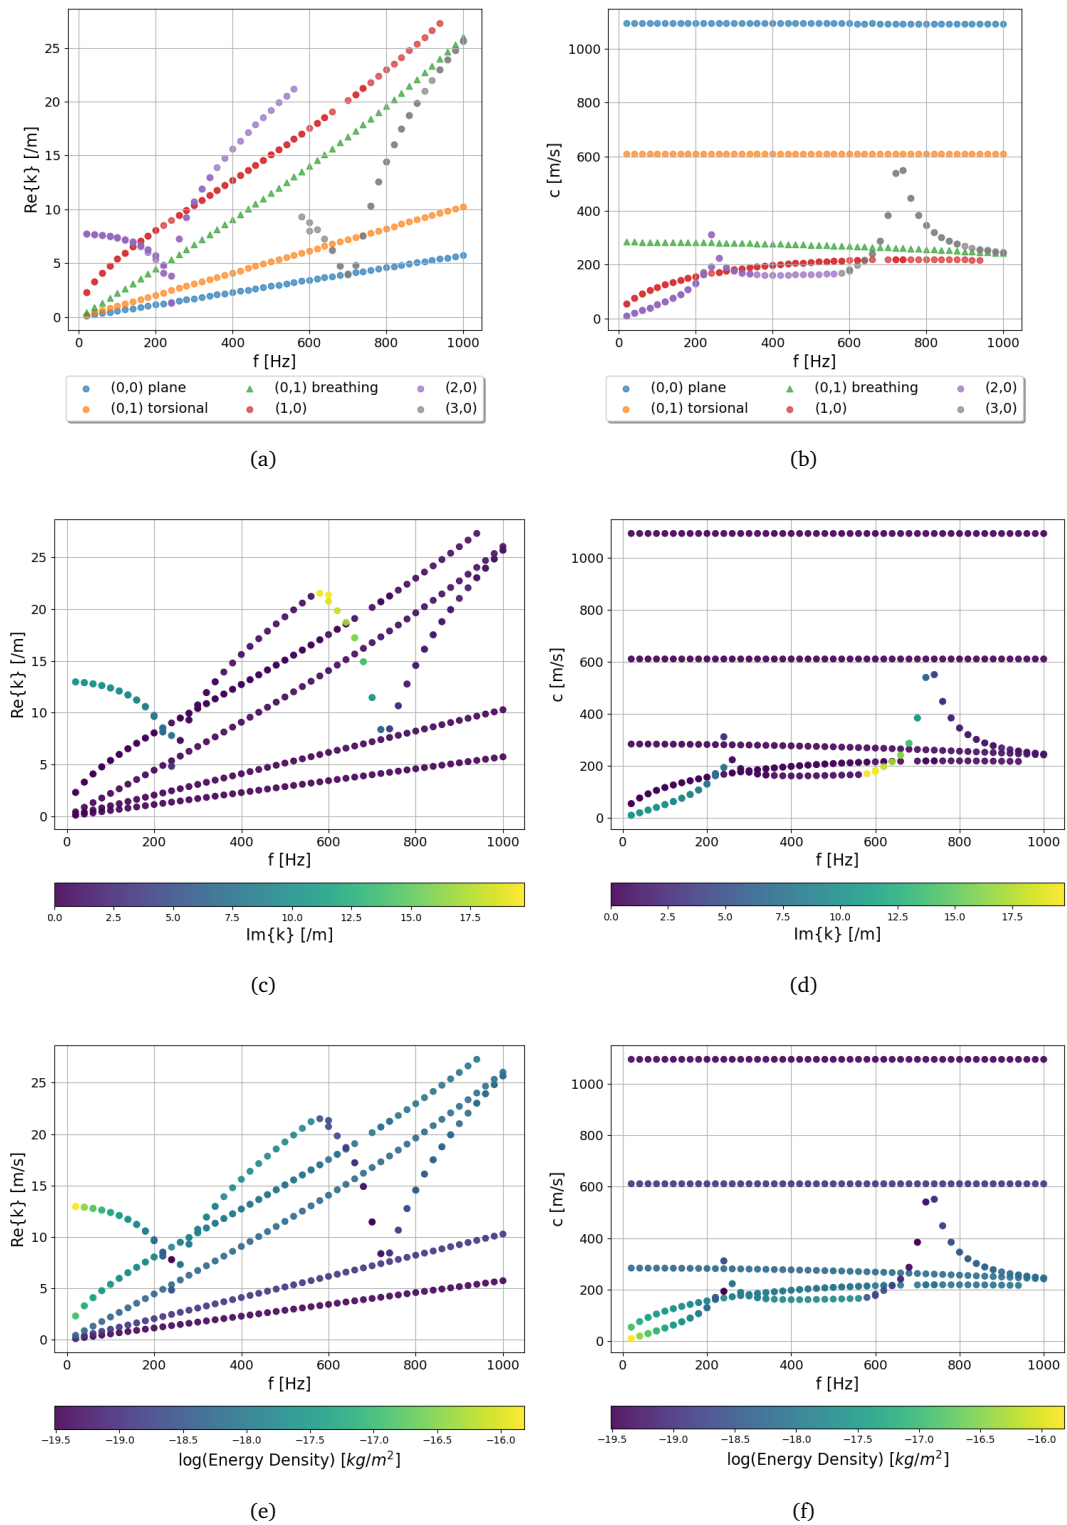 Re{k} [/m]
25
20
15
10
5
0
0 200 400 600 800 1000
f [Hz]
(0,0) plane (0,1) breathing (2,0)
(0,1) torsional (1,0) (3,0)
(a)
c [m/s]
1000
800
600
400
200
0
0 200 400 600 800 1000
f [Hz]
(0,0) plane (0,1) breathing (2,0)
(0,1) torsional (1,0) (3,0)
(b)
Re{k} [/m]
25
20
15
10
5
0
0 200 400 600 800 1000
f [Hz]
0.0 2.5 5.0 7.5 10.0 12.5 15.0 17.5
Im{k} [/m]
(c)
c [m/s]
1000
800
600
400
200
0
0 200 400 600 800 1000
f [Hz]
0.0 2.5 5.0 7.5 10.0 12.5 15.0 17.5
Im{k} [/m]
(d)
Re{k} [m/s]
25
20
15
10
5
0
0 200 400 600 800 1000
f [Hz]
−19.5 −19.0 −18.5 −18.0 −17.5 −17.0 −16.5 −16.0
log(Energy Density) [kg/m²]
(e)
c [m/s]
1000
800
600
400
200
0
0 200 400 600 800 1000
f [Hz]
−19.5 −19.0 −18.5 −18.0 −17.5 −17.0 −16.5 −16.0
log(Energy Density) [kg/m²]
(f)